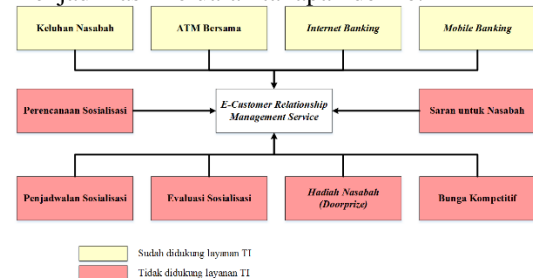 Keluhan Nasabah
ATM Bersama
Internet Banking
Mobile Banking
Perencanaan Sosialisasi
E-Customer Relationship
Management Service
Saran untuk Nasabah
Penjadwalan Sosialisasi
Evaluasi Sosialisasi
Hadiah Nasabah
(Doorprize)
Bunga Kompetitif
Sudah didukung layanan TI
Tidak didukung layanan TI